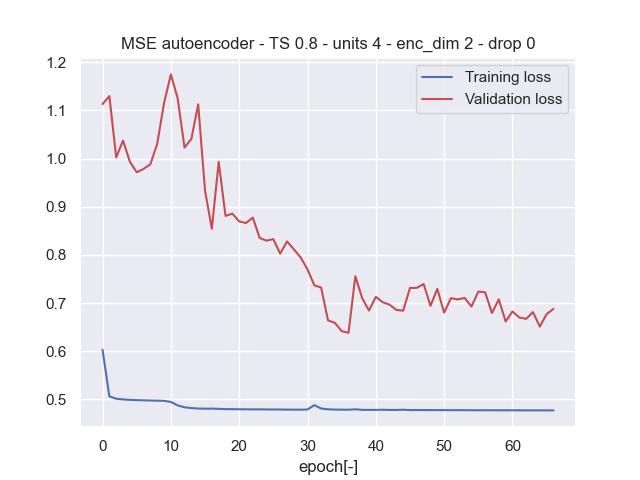 MSE autoencoder - TS 0.8 - units 4 - enc_dim 2 - drop 0
Training loss
Validation loss
1.2
1.1
1.0
0.9
0.8
0.7
0.6
0.5
0 10 20 30 40 50 60
epoch[-]